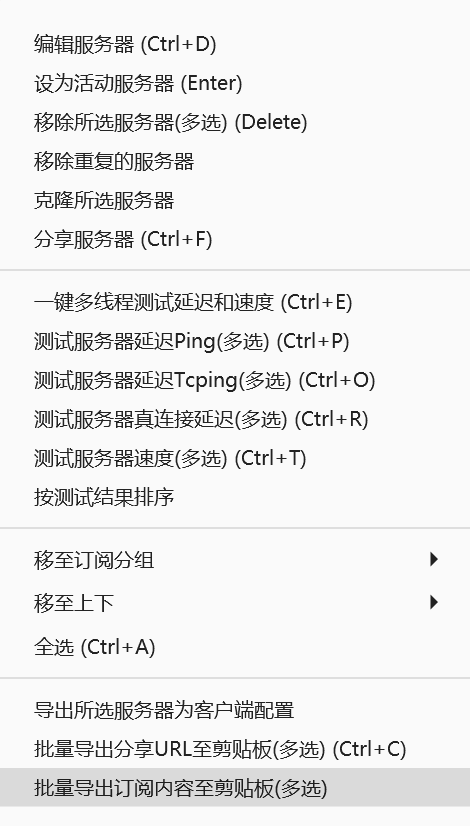 编辑服务器 (Ctrl+D)
设为活动服务器 (Enter)
移除所选服务器(多选) (Delete)
移除重复的服务器
克隆所选服务器
分享服务器 (Ctrl+F)
一键多线程测试延迟和速度 (Ctrl+E)
测试服务器延迟Ping(多选) (Ctrl+P)
测试服务器延迟Tcping(多选) (Ctrl+O)
测试服务器真连接延迟(多选) (Ctrl+R)
测试服务器速度(多选) (Ctrl+T)
按测试结果排序
移至订阅分组
移至上下
全选 (Ctrl+A)
导出所选服务器为客户端配置
批量导出分享URL至剪贴板(多选) (Ctrl+C)
批量导出订阅内容至剪贴板(多选)